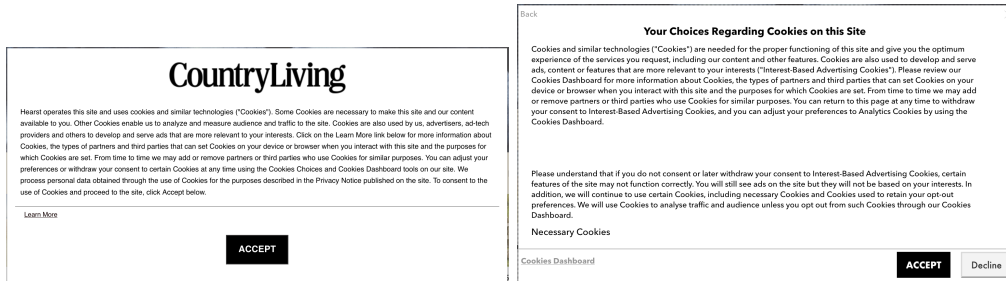 CountryLiving
Hearst operates this site and uses cookies and similar technologies ("Cookies"). Some Cookies are necessary to make this site and our content
available to you. Other Cookies enable us to analyze and measure audience and traffic to the site. Cookies are also used by us, advertisers, ad-tech
providers and others to develop and serve ads that are more relevant to your interests. Click on the Learn More link below for more information about
Cookies, the types of partners and third parties that can set Cookies on your device or browser when you interact with this site and the purposes for
which Cookies are set. From time to time we may add or remove partners or third parties who use Cookies for similar purposes. You can adjust your
preferences or withdraw your consent to certain Cookies at any time using the Cookies Choices and Cookies Dashboard tools on our site. We
process personal data obtained through the use of Cookies for the purposes described in the Privacy Notice published on the site. To consent to the
use of Cookies and proceed to the site, click Accept below.
Learn More
ACCEPT
Back
Your Choices Regarding Cookies on this Site
Cookies and similar technologies ("Cookies") are needed for the proper functioning of this site and give you the optimum
experience of the services you request, including our content and other features. Cookies are also used to develop and serve
ads, content or features that are more relevant to your interests ("Interest-Based Advertising Cookies"). Please review our
Cookies Dashboard for more information about Cookies, the types of partners and third parties that can set Cookies on your
device or browser when you interact with this site and the purposes for which Cookies are set. From time to time we may add
or remove partners or third parties who use Cookies for similar purposes. You can return to this page at any time to withdraw
your consent to Interest-Based Advertising Cookies, and you can adjust your preferences to Analytics Cookies by using the
Cookies Dashboard.
Please understand that if you do not consent or later withdraw your consent to Interest-Based Advertising Cookies, certain
features of the site may not function correctly. You will still see ads on the site but they will not be based on your interests. In
addition, we will continue to use certain Cookies, including necessary Cookies and Cookies used to retain your opt-out
preferences. We will use Cookies to analyse traffic and audience unless you opt out from such Cookies through our Cookies
Dashboard.
Necessary Cookies
Cookies Dashboard
ACCEPT
Decline